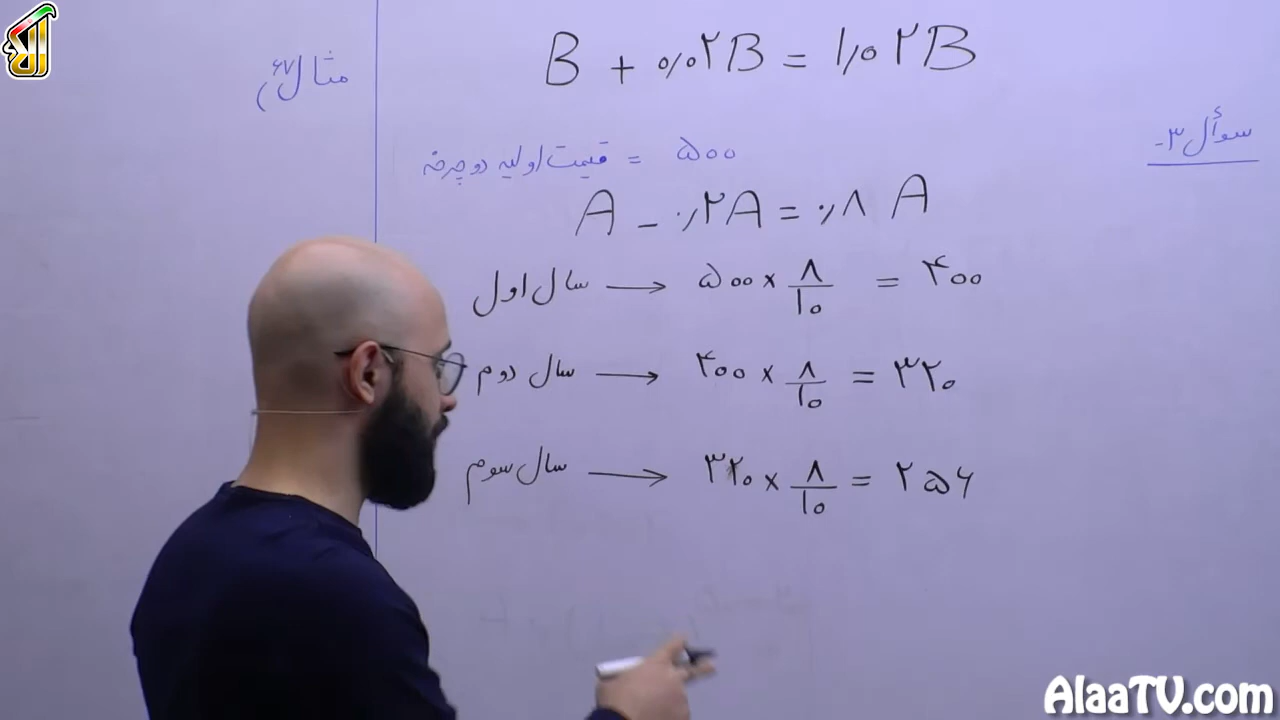 B + ۰٫۰۲B = ۱٫۰۲B
سوأل ۳-
مثال ۶۷)
قیمت اولیه دوچرخه = ۵۰۰
A - ۰٫۲A = ۰٫۸ A
سال اول → ۵۰۰ × ۸/۱۰ = ۴۰۰
سال دوم → ۴۰۰ × ۸/۱۰ = ۳۲۰
سال سوم → ۳۲۰ × ۸/۱۰ = ۲۵۶
AlaaTV.com